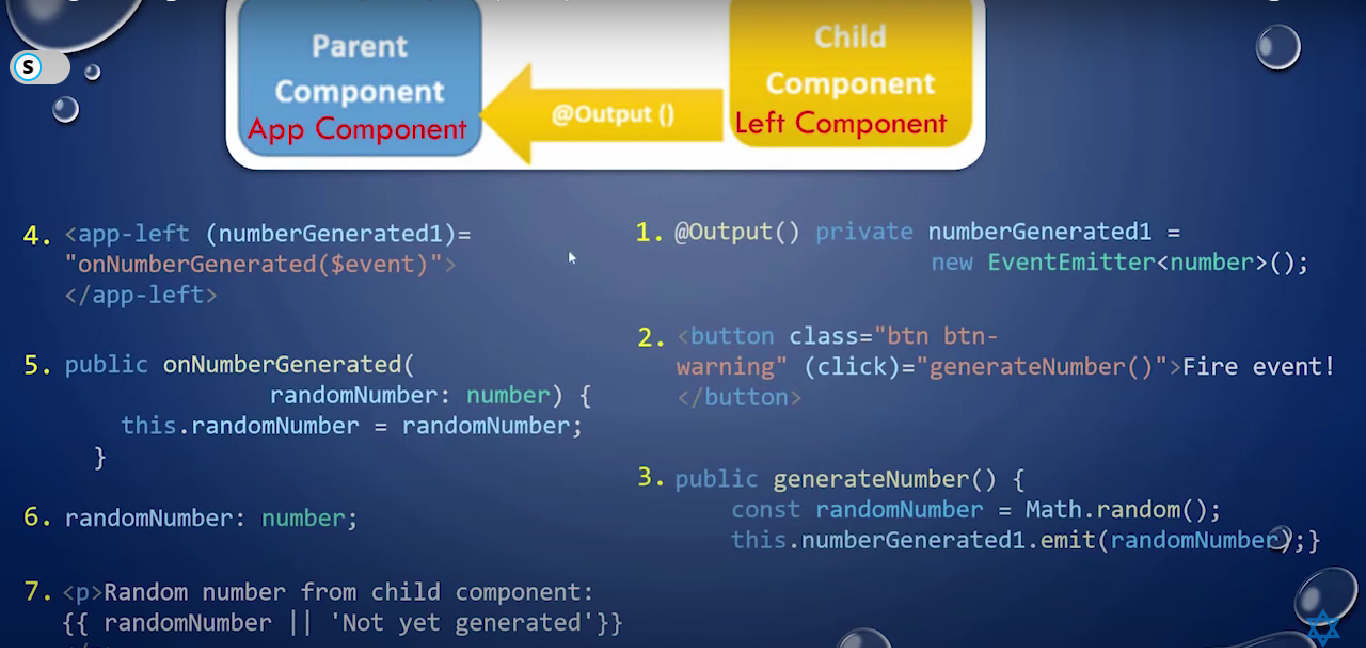 S
Parent
Component
App Component
@Output ()
Child
Component
Left Component
4. <app-left (numberGenerated1)=
"onNumberGenerated($event)">
</app-left>
5. public onNumberGenerated(
randomNumber: number) {
this.randomNumber = randomNumber;
}
6. randomNumber: number;
7. <p>Random number from child component:
{{ randomNumber || 'Not yet generated'}}
1. @Output() private numberGenerated1 =
new EventEmitter<number>();
2. <button class="btn btn-
warning" (click)="generateNumber()">Fire event!
</button>
3. public generateNumber() {
const randomNumber = Math.random();
this.numberGenerated1.emit(randomNumber);}